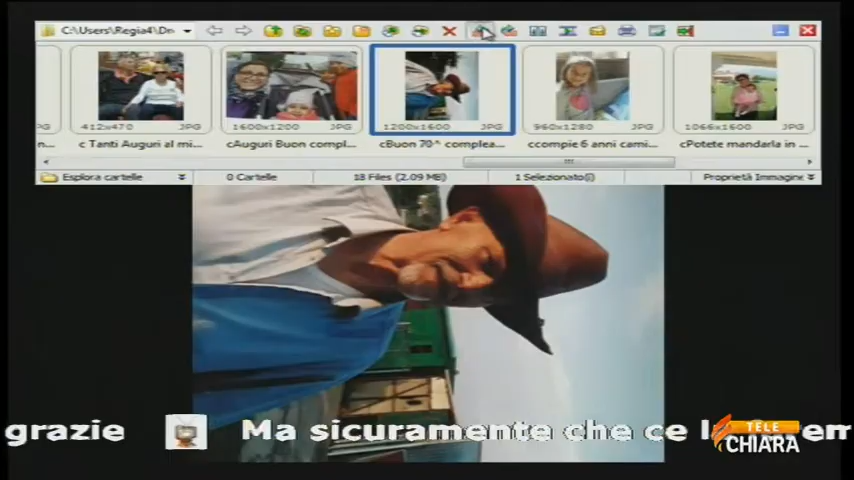 C:\Users\Regia4\Dro
412x470 JPG
1600x1200 JPG
1200x1600 JPG
960x1280 JPG
1066x1600 JPG
c Tanti Auguri al mi...
cAuguri Buon compl...
cBuon 70^ complea...
ccompie 6 anni cami...
cPotete mandarla in ...
Esplora cartelle
0 Cartelle
18 Files (2.09 MB)
1 Selezionato(i)
Proprietà Immagine
grazie
Ma sicuramente che ce
TELE
CHIARA